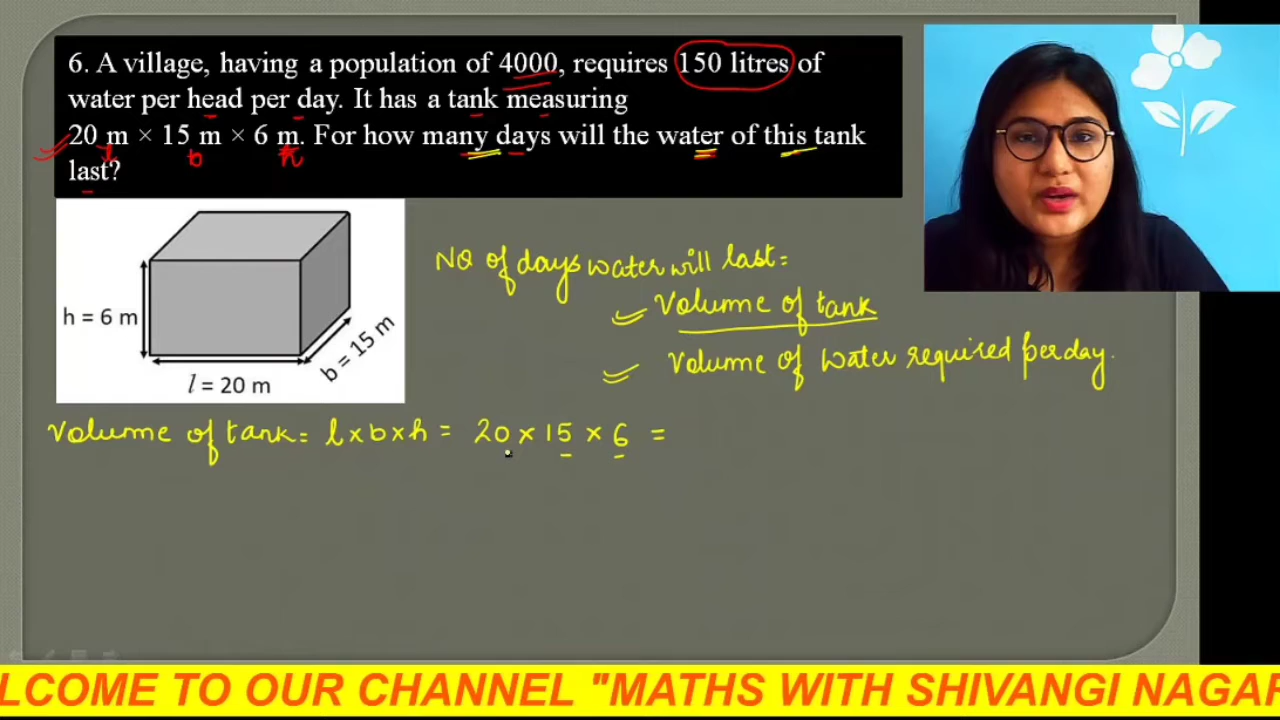 6. A village, having a population of 4000, requires 150 litres of
water per head per day. It has a tank measuring
20 m × 15 m × 6 m. For how many days will the water of this tank
l b h
last?
h = 6 m
b = 15 m
l = 20 m
No of days water will last =
Volume of tank
Volume of water required per day.
Volume of tank = l × b × h = 20 × 15 × 6 =
LCOME TO OUR CHANNEL "MATHS WITH SHIVANGI NAGAR